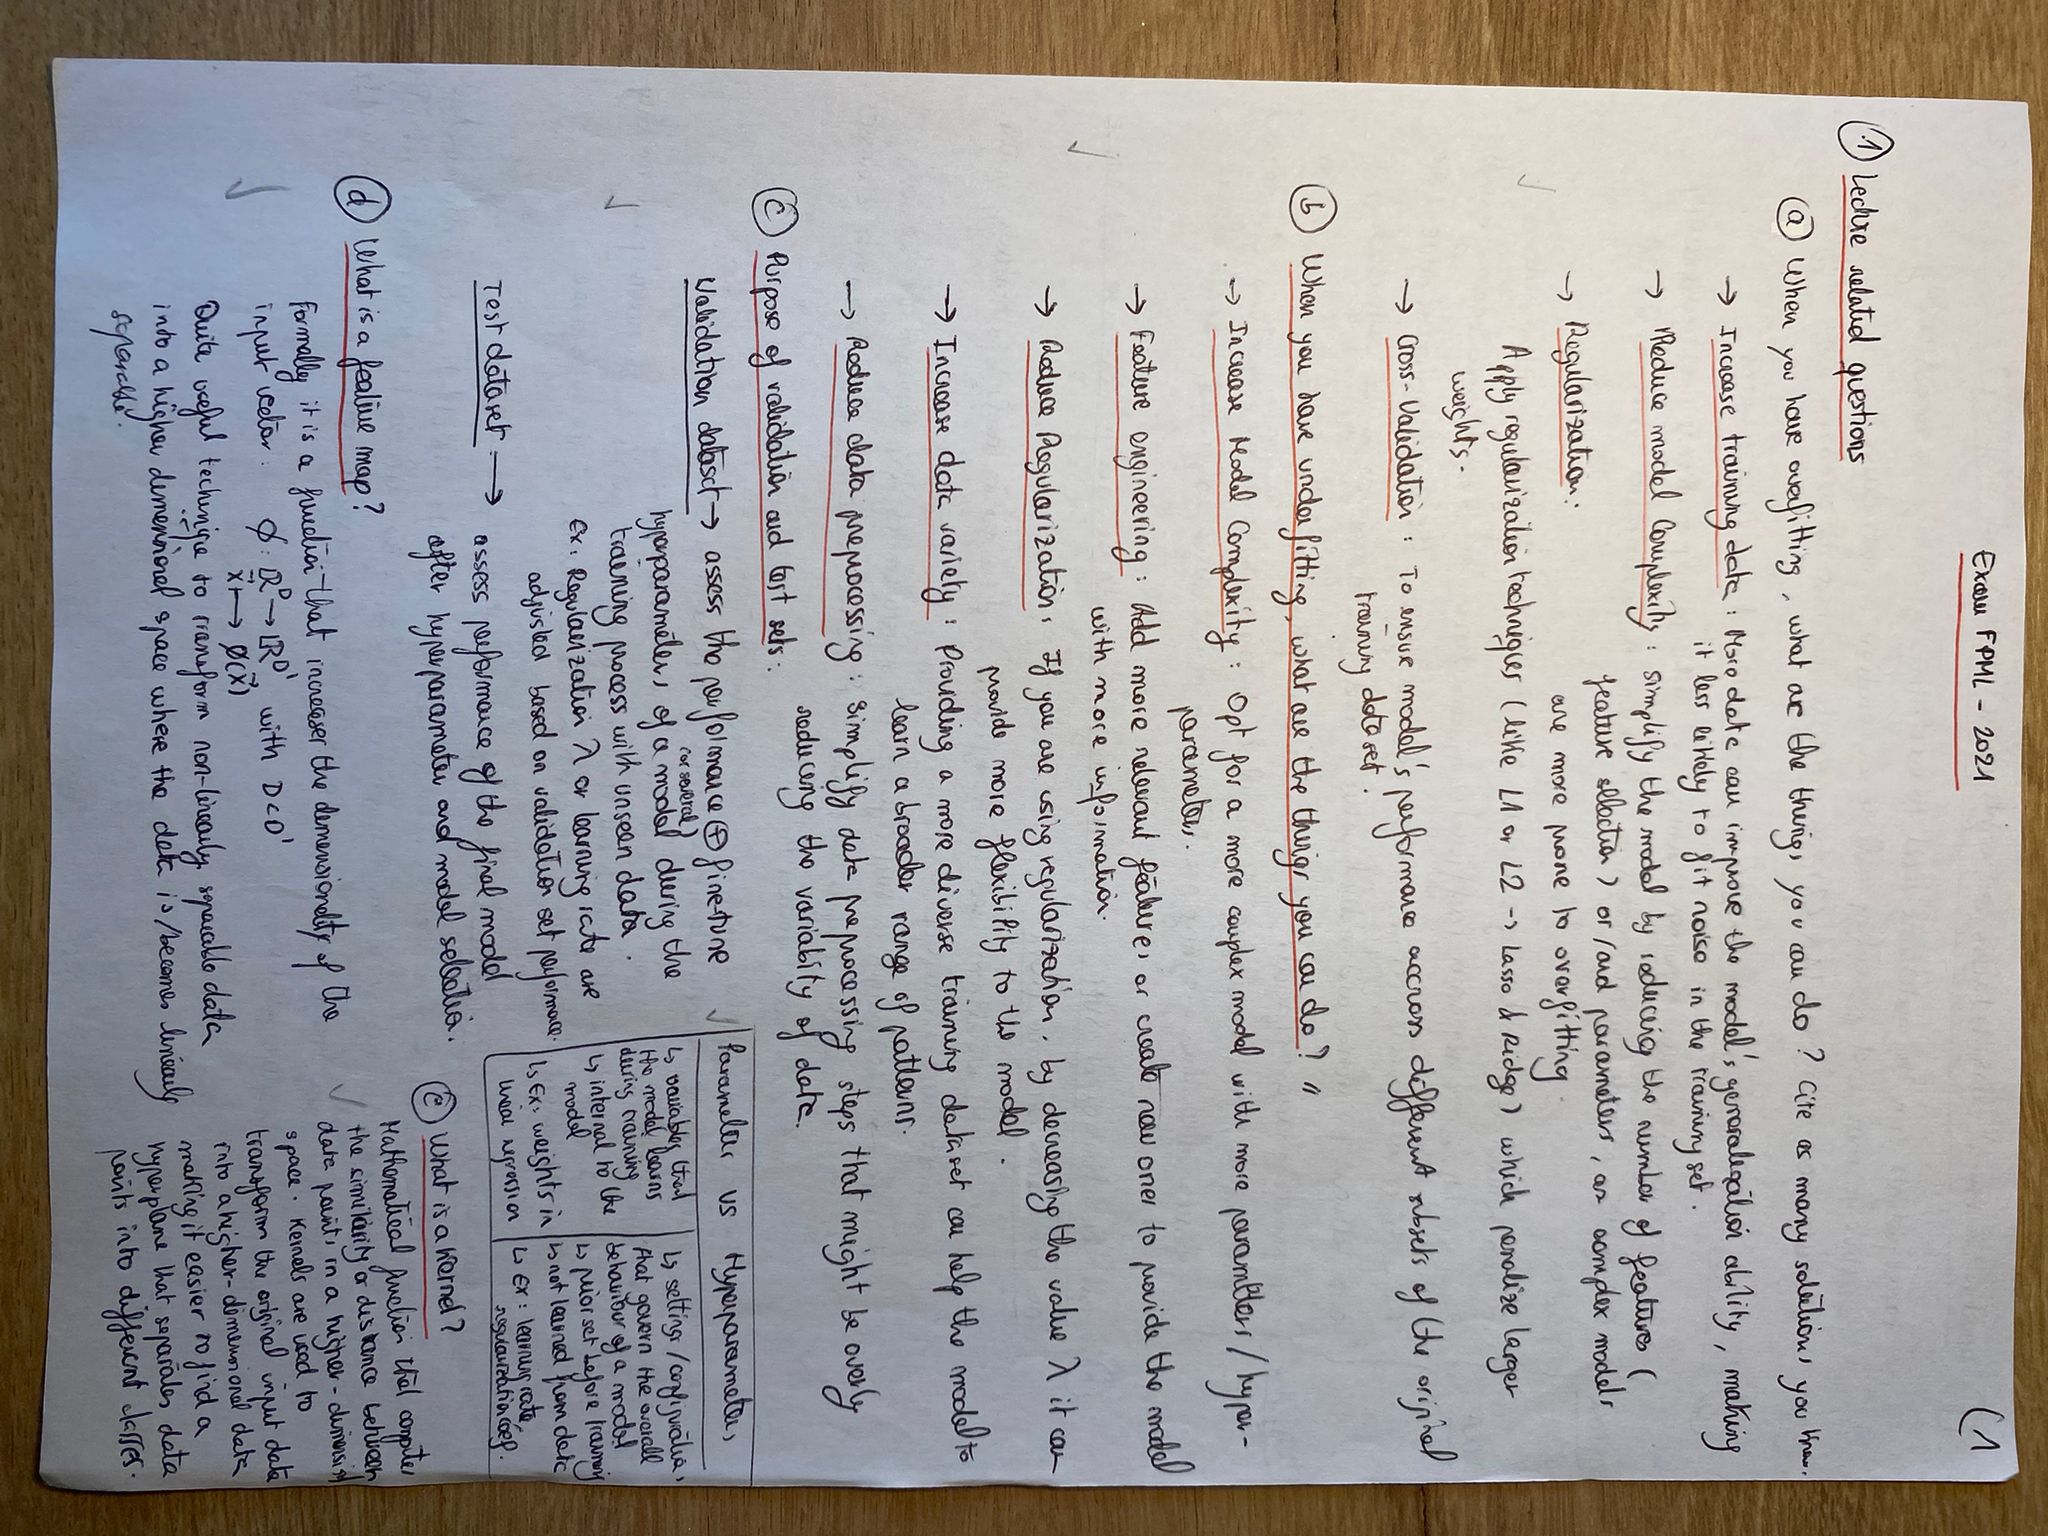 Exam FPML - 2021
(1
1) Lecture related questions
a) When you have overfitting, what are the things you can do? Cite as many solutions you know.
→ Increase training data : More data can improve the model's generalization ability, making
it less likely to fit noise in the training set.
→ Reduce model Complexity : simplify the model by reducing the number of features (
feature selection) or/and parameters, as complex models
are more prone to overfitting.
→ Regularization:
Apply regularization techniques (like L1 or L2 → Lasso & Ridge) which penalize larger
weights.
→ Cross-Validation : To ensure model's performance accross different subsets of the original
training dataset.
b) When you have underfitting, what are the things you can do? "
→ Increase Model Complexity : Opt for a more complex model with more parameters / hyper-
parameters.
→ Feature engineering : Add more relevant features or create new ones to provide the model
with more information.
→ Reduce Regularization: If you are using regularization, by decreasing the value λ it can
provide more flexibility to the model.
→ Increase data variety : Providing a more diverse training dataset can help the model to
learn a broader range of patterns.
→ Reduce data preprocessing : Simplify data preprocessing steps that might be overly
reducing the variability of data.
c) Purpose of validation and test sets:
Validation dataset → assess the performance ⊕ fine-tune
hyperparameters of a (or several) model during the
training process with unseen data.
Ex: Regularization λ or learning rate are
adjusted based on validation set performance.
Test dataset → assess performance of the final model
after hyperparameter and model selection.
Parameters vs Hyperparameters
↳ variables that
the model learns
during training
↳ internal to the
model
↳ Ex: weights in
linear regression
↳ settings/configurations
that govern the overall
behaviour of a model
↳ prior set before training
↳ not learned from data
↳ Ex: learning rate,
regularization coef.
d) What is a feature map?
Formally it is a function that increases the dimensionality of the
input vector. Ø: ℝᴰ → ℝᴰ' with D<D'
x⃗ ↦ Ø(x⃗)
Quite useful technique to transform non-linearly separable data
into a higher dimensional space where the data is/becomes linearly
separable.
e) What is a Kernel?
Mathematical function that computes
the similarity or distance between
data points in a higher-dimensional
space. Kernels are used to
transform the original input data
into a higher-dimensional data
making it easier to find a
hyperplane that separates data
points into different classes.